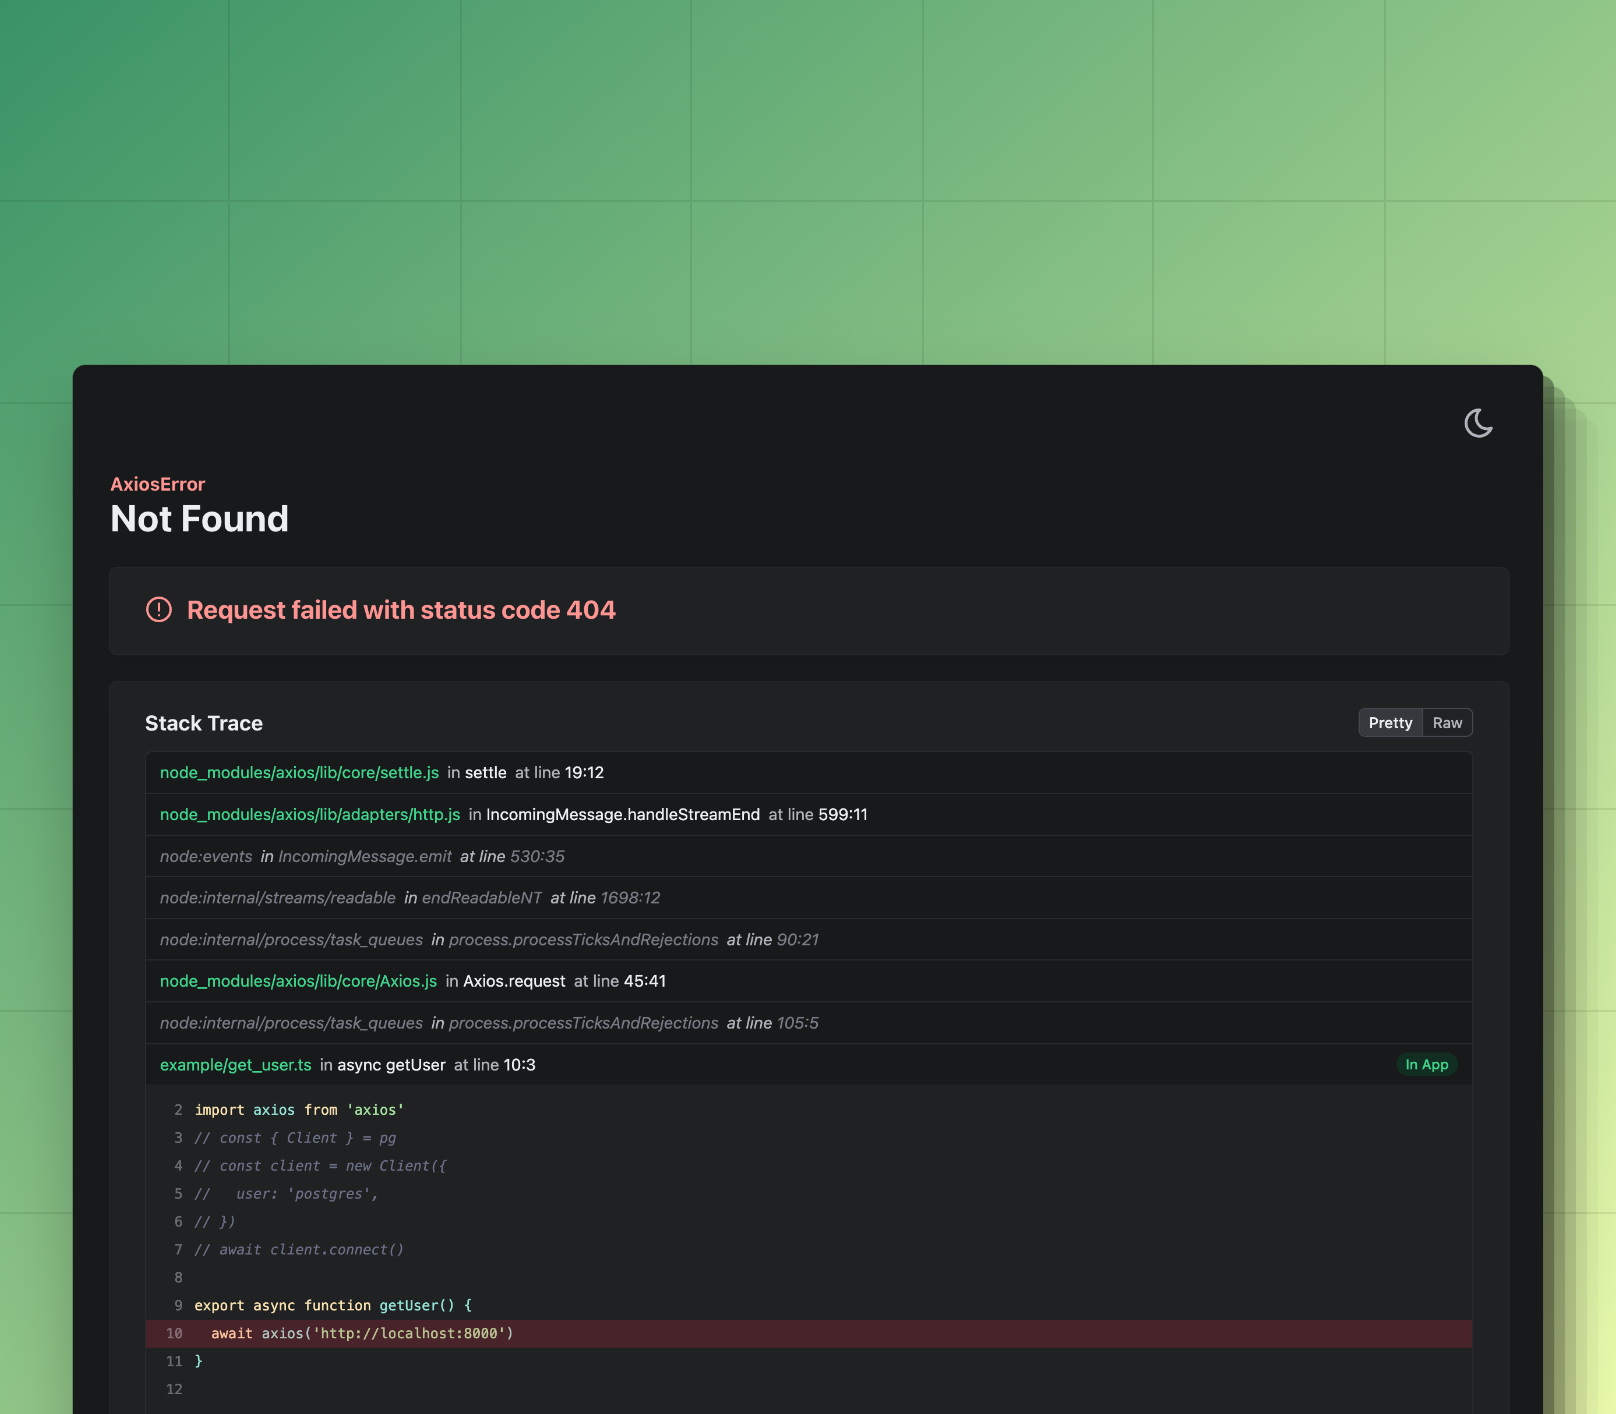 AxiosError
Not Found
Request failed with status code 404
Stack Trace
Pretty Raw
node_modules/axios/lib/core/settle.js in settle at line 19:12
node_modules/axios/lib/adapters/http.js in IncomingMessage.handleStreamEnd at line 599:11
node:events in IncomingMessage.emit at line 530:35
node:internal/streams/readable in endReadableNT at line 1698:12
node:internal/process/task_queues in process.processTicksAndRejections at line 90:21
node_modules/axios/lib/core/Axios.js in Axios.request at line 45:41
node:internal/process/task_queues in process.processTicksAndRejections at line 105:5
example/get_user.ts in async getUser at line 10:3 In App
2 import axios from 'axios'
3 // const { Client } = pg
4 // const client = new Client({
5 //   user: 'postgres',
6 // })
7 // await client.connect()
8
9 export async function getUser() {
10   await axios('http://localhost:8000')
11 }
12